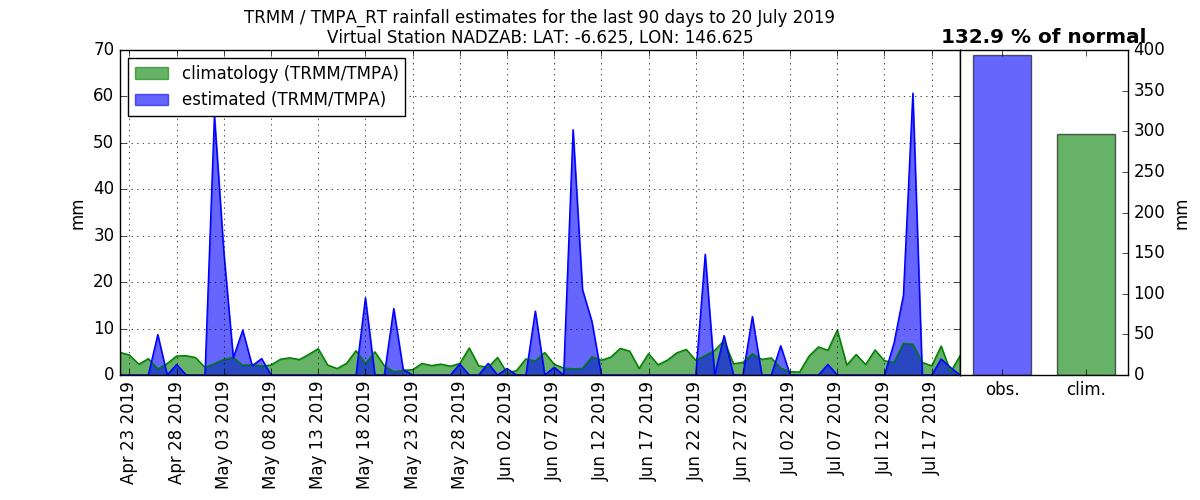 TRMM / TMPA_RT rainfall estimates for the last 90 days to 20 July 2019
Virtual Station NADZAB: LAT: -6.625, LON: 146.625
132.9 % of normal
climatology (TRMM/TMPA)
estimated (TRMM/TMPA)
70
60
50
40
30
20
10
0
mm
400
350
300
250
200
150
100
50
0
mm
Apr 23 2019
Apr 28 2019
May 03 2019
May 08 2019
May 13 2019
May 18 2019
May 23 2019
May 28 2019
Jun 02 2019
Jun 07 2019
Jun 12 2019
Jun 17 2019
Jun 22 2019
Jun 27 2019
Jul 02 2019
Jul 07 2019
Jul 12 2019
Jul 17 2019
obs.
clim.